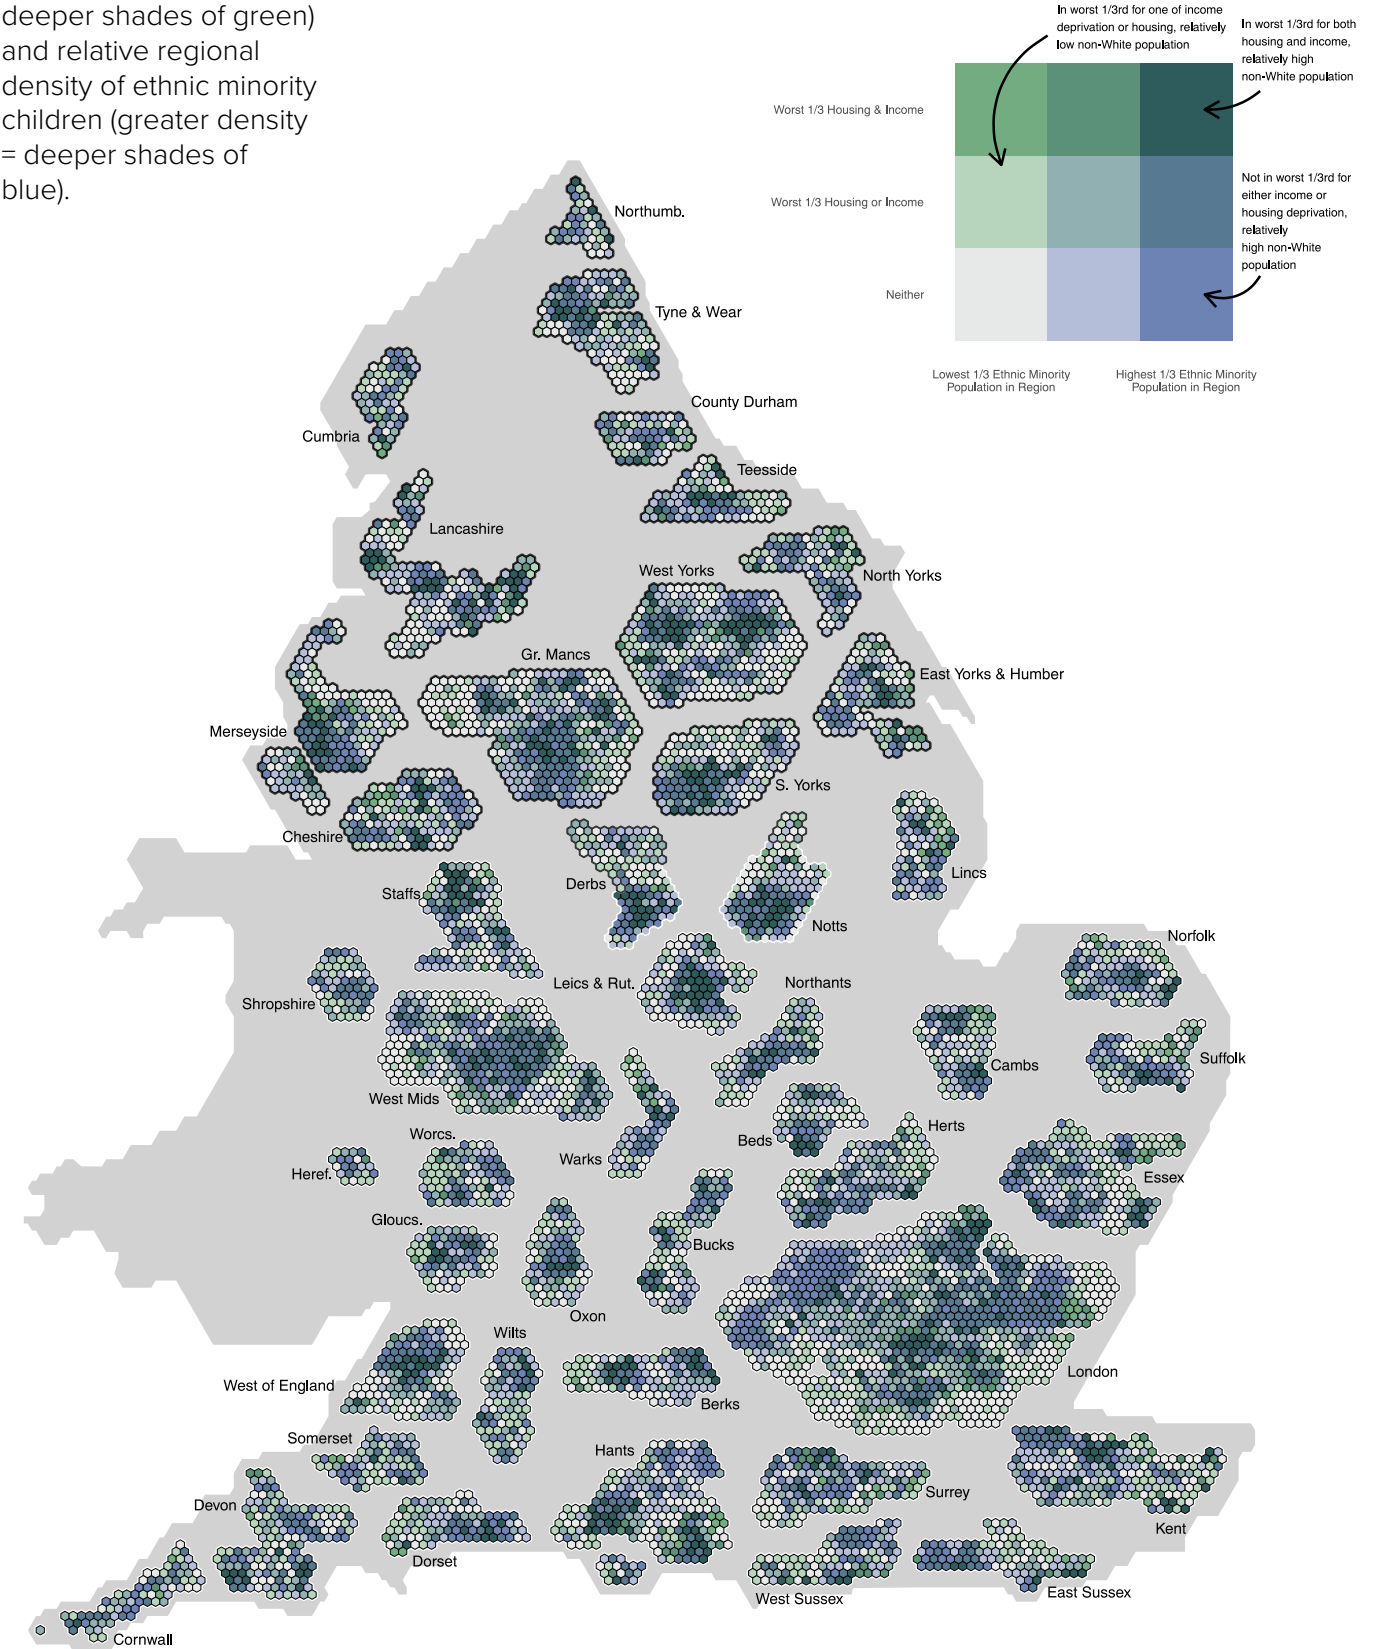 deeper shades of green)
and relative regional
density of ethnic minority
children (greater density
= deeper shades of
blue).
In worst 1/3rd for one of income
deprivation or housing, relatively
low non-White population
In worst 1/3rd for both
housing and income,
relatively high
non-White population
Worst 1/3 Housing & Income
Worst 1/3 Housing or Income
Neither
Not in worst 1/3rd for
either income or
housing deprivation,
relatively
high non-White
population
Lowest 1/3 Ethnic Minority
Population in Region
Highest 1/3 Ethnic Minority
Population in Region
Northumb.
Tyne & Wear
County Durham
Cumbria
Teesside
Lancashire
West Yorks
North Yorks
Gr. Mancs
East Yorks & Humber
Merseyside
S. Yorks
Cheshire
Derbs
Staffs
Lincs
Notts
Norfolk
Leics & Rut.
Northants
Shropshire
Suffolk
Cambs
West Mids
Herts
Worcs.
Beds
Warks
Heref.
Essex
Gloucs.
Bucks
Oxon
Wilts
London
West of England
Berks
Somerset
Hants
Surrey
Devon
Kent
Dorset
East Sussex
West Sussex
Cornwall